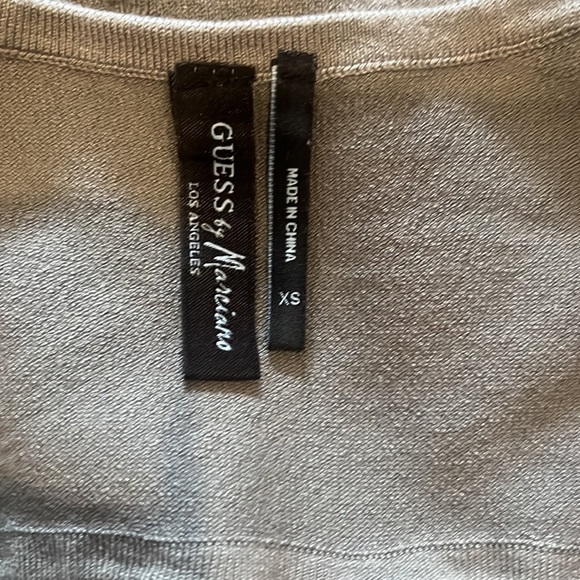 GUESS by Marciano
LOS ANGELES
MADE IN CHINA
XS